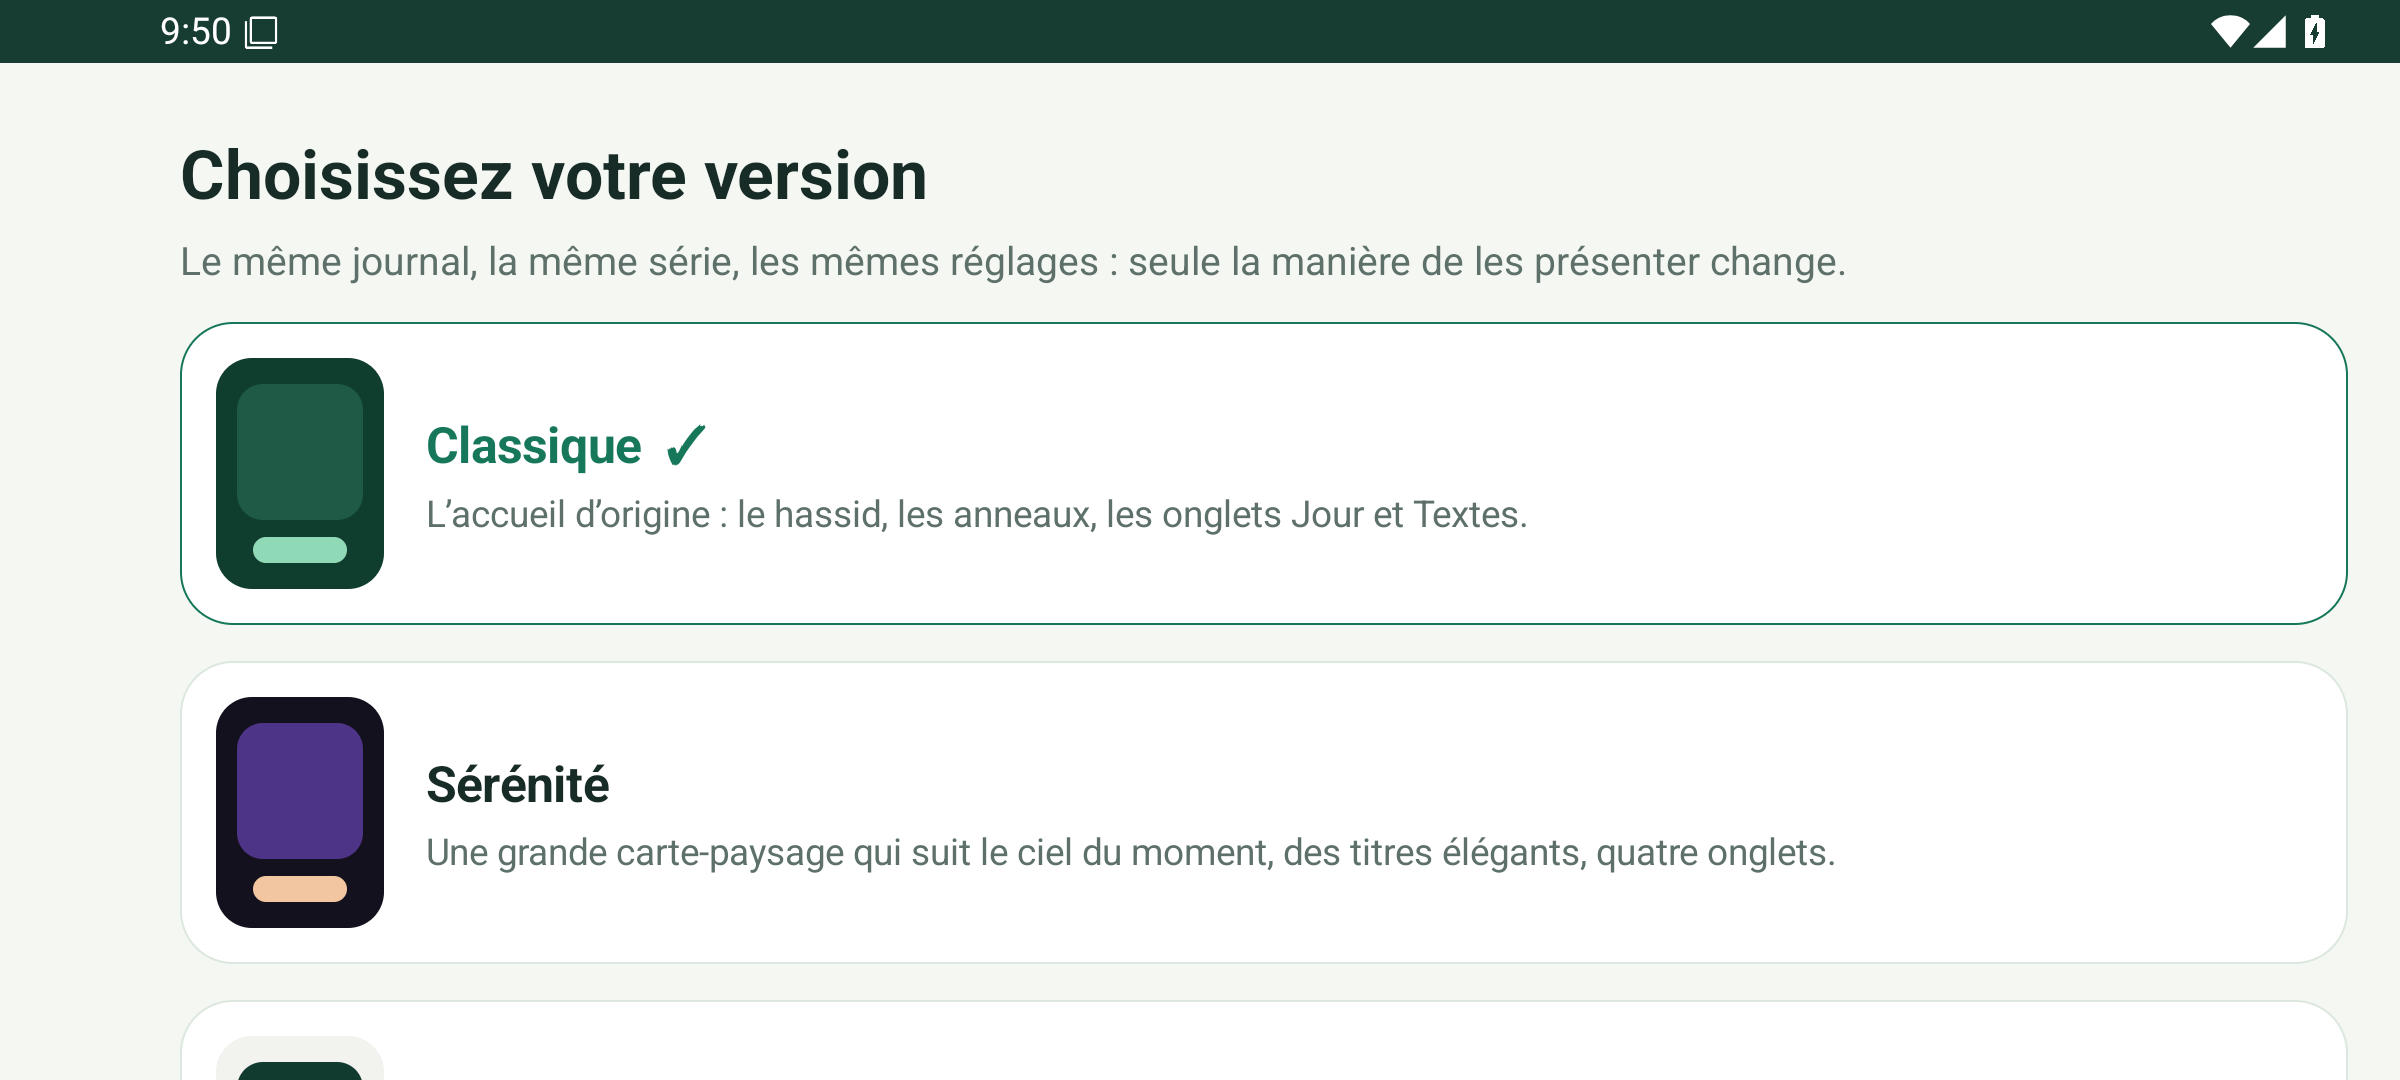 9:50
Choisissez votre version
Le même journal, la même série, les mêmes réglages : seule la manière de les présenter change.
Classique ✓
L’accueil d’origine : le hassid, les anneaux, les onglets Jour et Textes.
Sérénité
Une grande carte-paysage qui suit le ciel du moment, des titres élégants, quatre onglets.